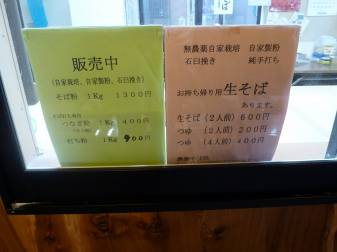 販売中
(自家栽培、自家製粉、石臼挽き)
そば粉 1Kg 1300円
つなぎ粉 1Kg 400円
打ち粉 1Kg 960円
無農薬自家栽培 自家製粉
石臼挽き 純手打ち
お持ち帰り用 生そば
あります。
生そば(2人前)600円
つゆ (2人前)200円
つゆ (4人前)400円